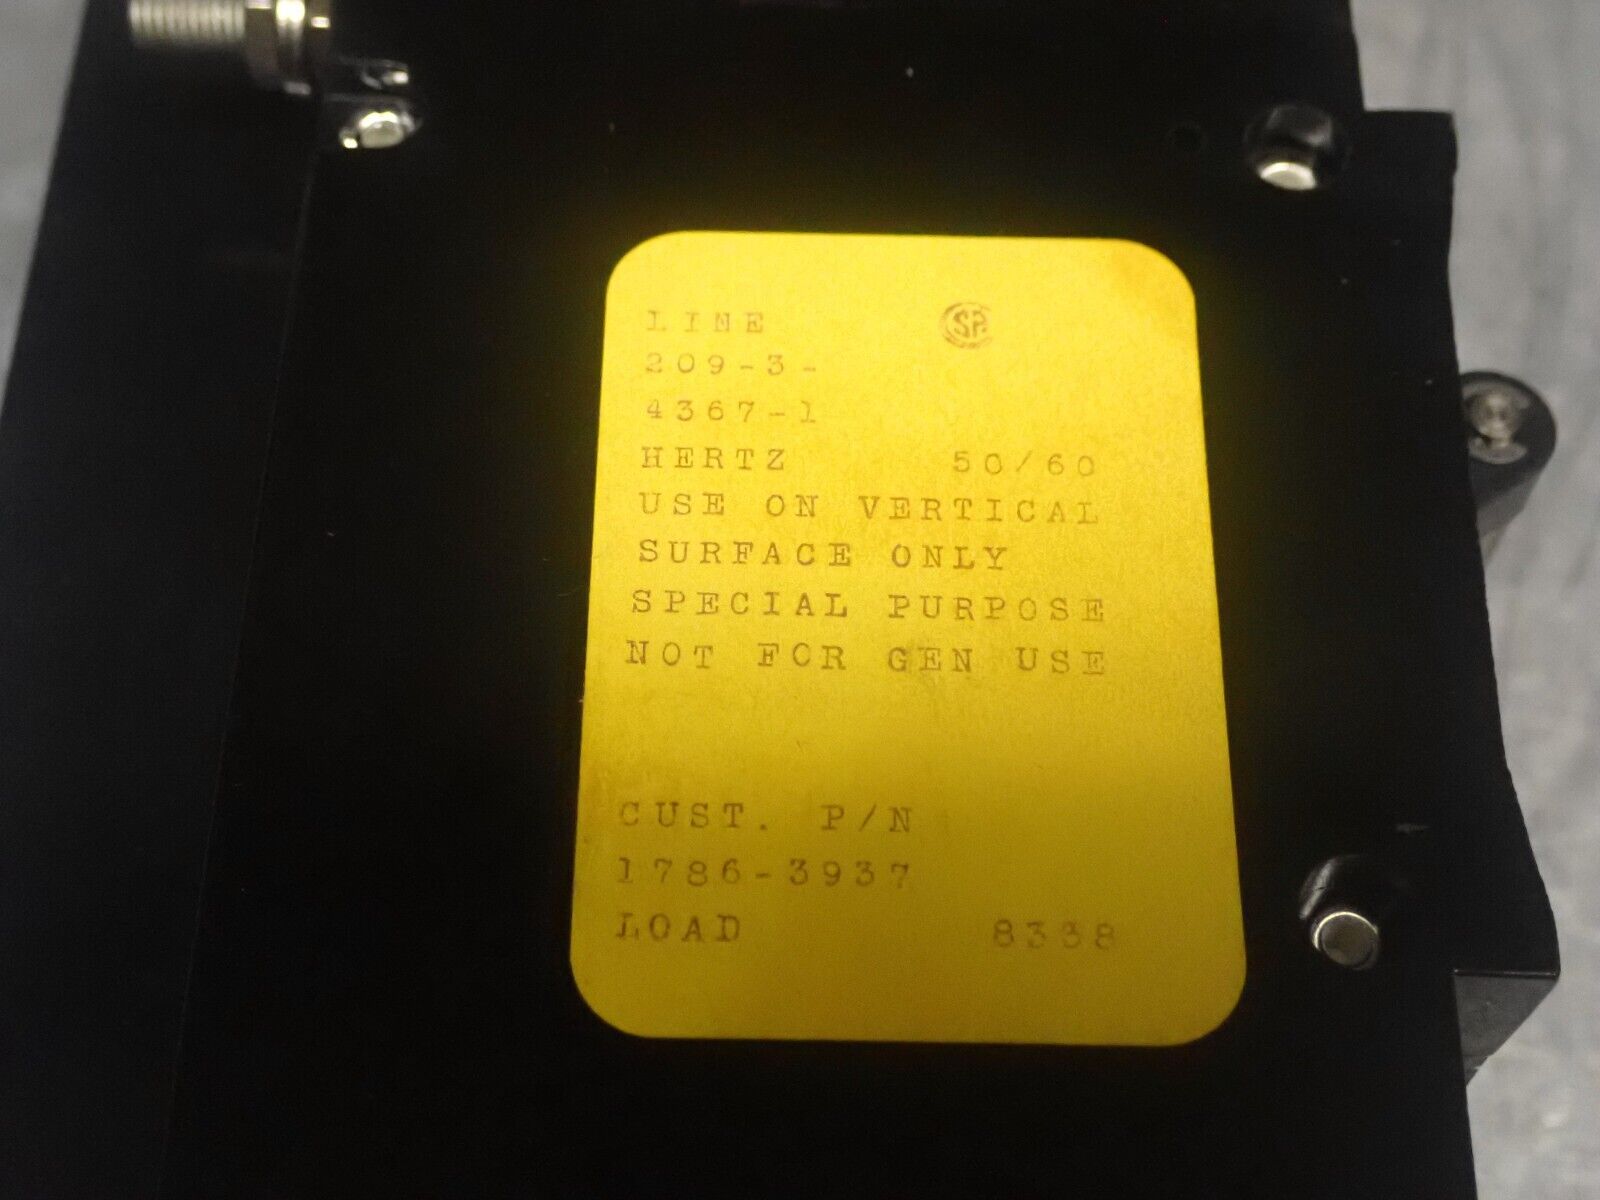 LINE
209-3-
4367-1
HERTZ 50/60
USE ON VERTICAL
SURFACE ONLY
SPECIAL PURPOSE
NOT FOR GEN USE
CUST. P/N
1786-3937
LOAD 8338